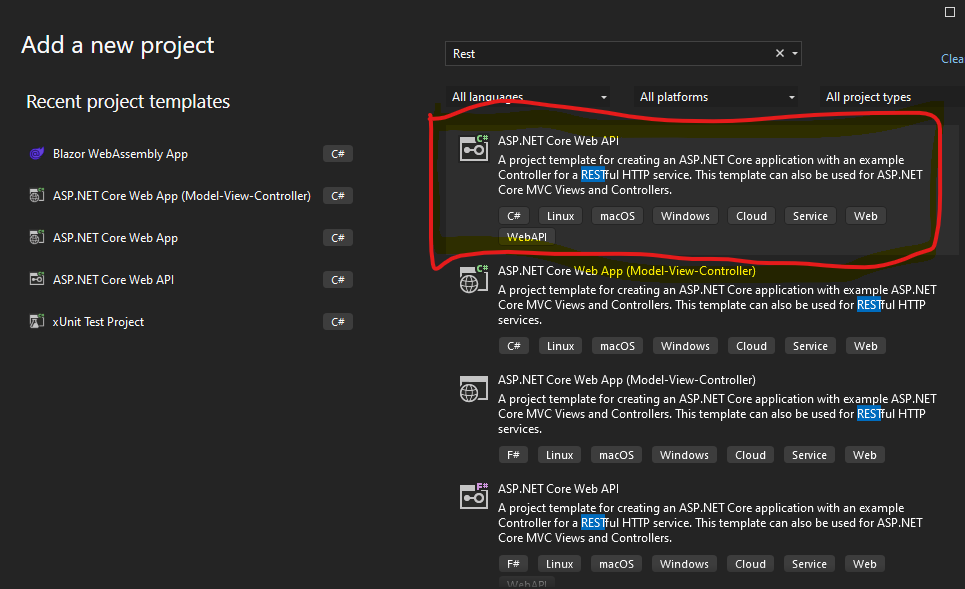 Add a new project
Rest
Clea
Recent project templates
All languages
All platforms
All project types
Blazor WebAssembly App
C#
ASP.NET Core Web App (Model-View-Controller)
C#
ASP.NET Core Web App
C#
ASP.NET Core Web API
C#
xUnit Test Project
C#
C#
ASP.NET Core Web API
A project template for creating an ASP.NET Core application with an example
Controller for a RESTful HTTP service. This template can also be used for ASP.NET
Core MVC Views and Controllers.
C# Linux macOS Windows Cloud Service Web
WebAPI
C#
ASP.NET Core Web App (Model-View-Controller)
A project template for creating an ASP.NET Core application with example ASP.NET
Core MVC Views and Controllers. This template can also be used for RESTful HTTP
services.
C# Linux macOS Windows Cloud Service Web
ASP.NET Core Web App (Model-View-Controller)
A project template for creating an ASP.NET Core application with example ASP.NET
Core MVC Views and Controllers. This template can also be used for RESTful HTTP
services.
F# Linux macOS Windows Cloud Service Web
F#
ASP.NET Core Web API
A project template for creating an ASP.NET Core application with an example
Controller for a RESTful HTTP service. This template can also be used for ASP.NET
Core MVC Views and Controllers.
F# Linux macOS Windows Cloud Service Web
WebAPI